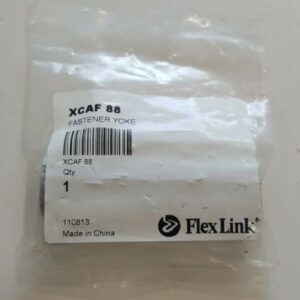 XCAF 88
FASTENER YOKE
XCAF 88
Qty
1
110813
Made in China
FlexLink